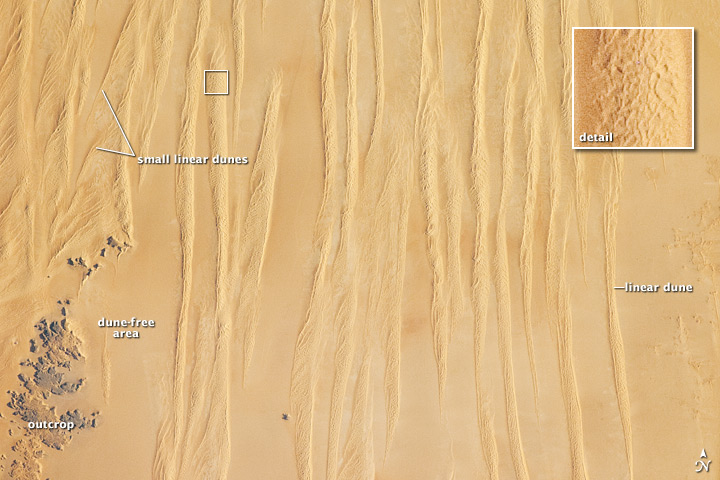 detail
small linear dunes
linear dune
dune-free
area
outcrop
N